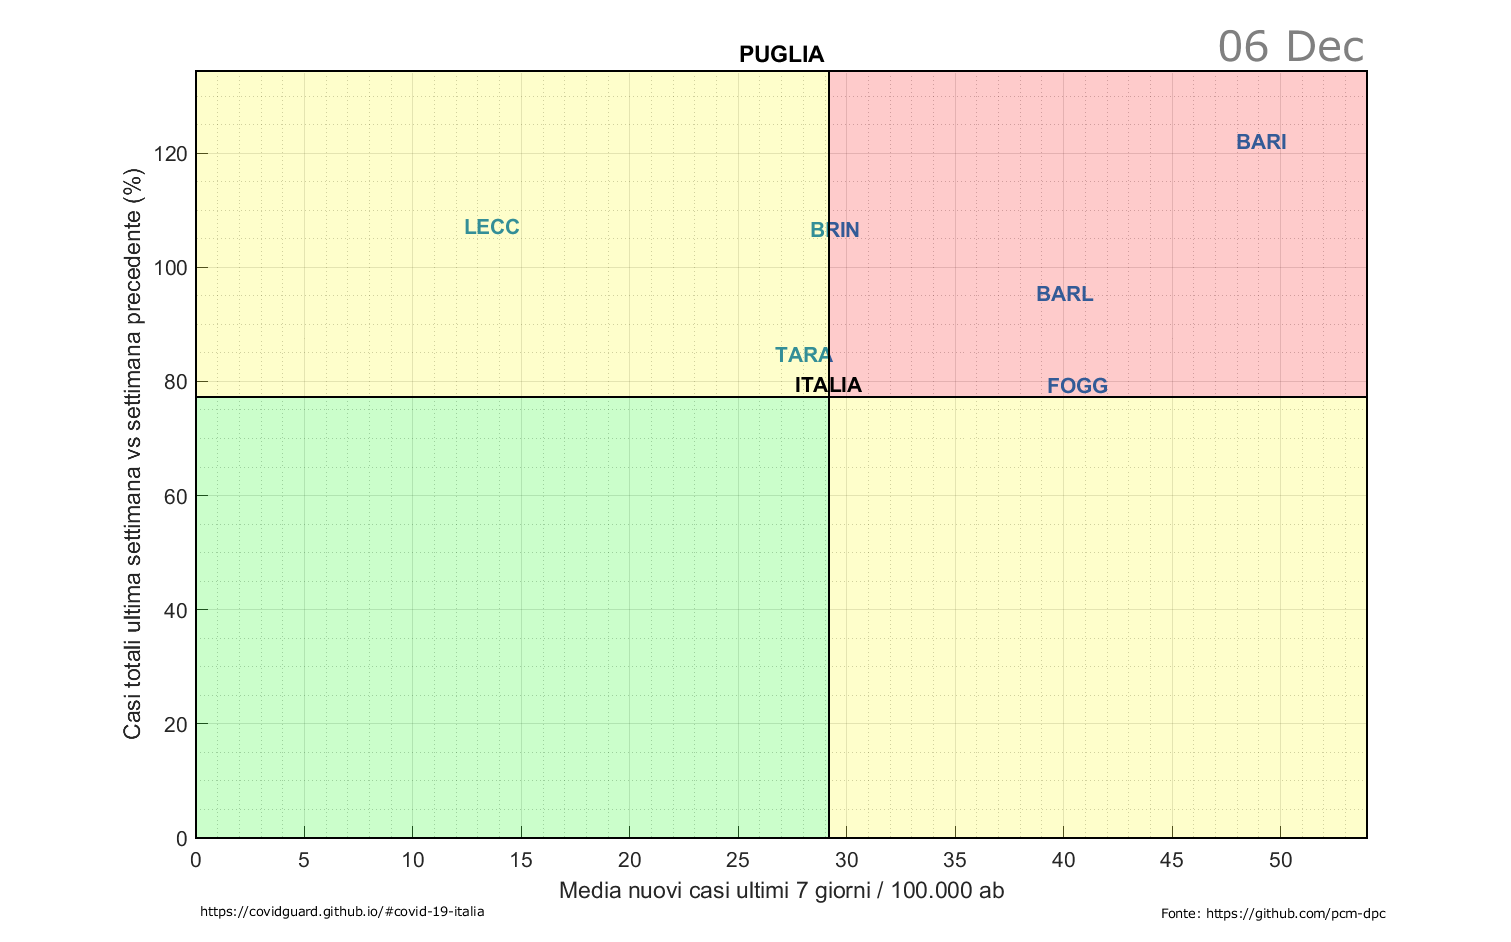 PUGLIA
06 Dec
Casi totali ultima settimana vs settimana precedente (%)
120
100
80
60
40
20
0
BARI
LECC
BRIN
BARL
TARA
ITALIA
FOGG
0 5 10 15 20 25 30 35 40 45 50
Media nuovi casi ultimi 7 giorni / 100.000 ab
https://covidguard.github.io/#covid-19-italia
Fonte: https://github.com/pcm-dpc